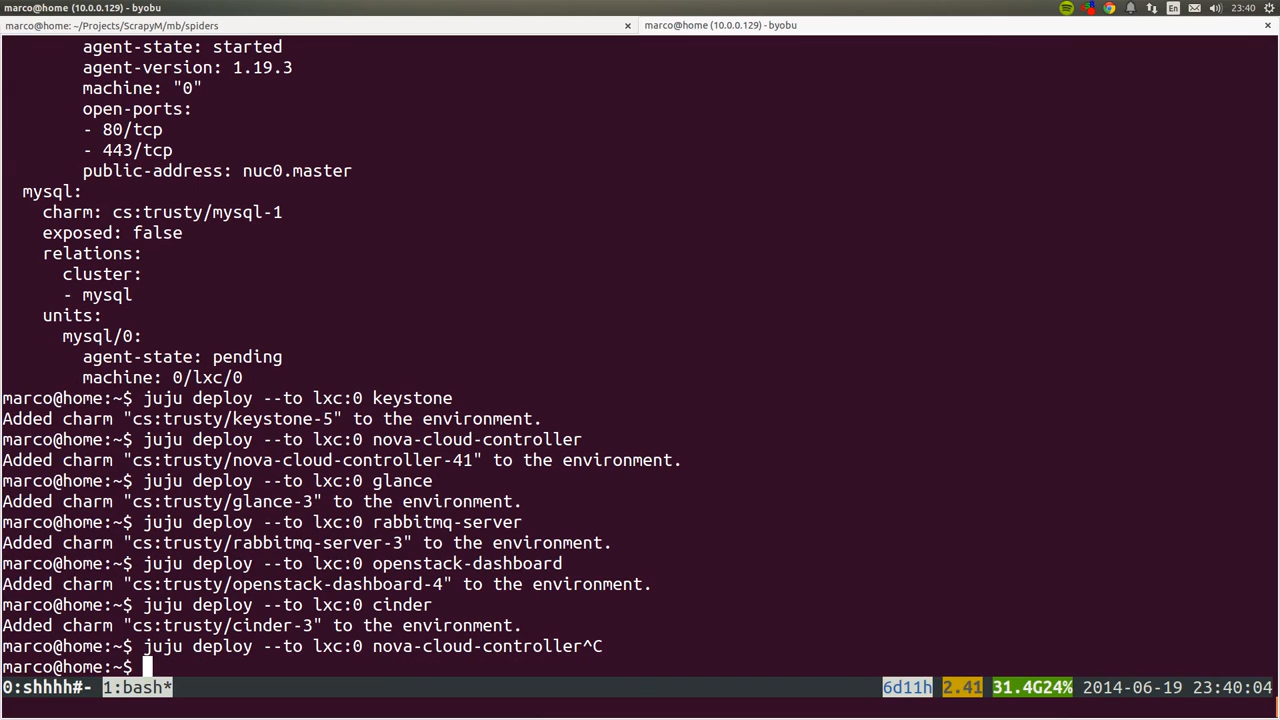 marco@home (10.0.0.129) - byobu
En
23:40
marco@home: ~/Projects/ScrapyM/mb/spiders
×
marco@home (10.0.0.129) - byobu
×
agent-state: started
agent-version: 1.19.3
machine: "0"
open-ports:
- 80/tcp
- 443/tcp
public-address: nuc0.master
mysql:
charm: cs:trusty/mysql-1
exposed: false
relations:
cluster:
- mysql
units:
mysql/0:
agent-state: pending
machine: 0/lxc/0
marco@home:~$ juju deploy --to lxc:0 keystone
Added charm "cs:trusty/keystone-5" to the environment.
marco@home:~$ juju deploy --to lxc:0 nova-cloud-controller
Added charm "cs:trusty/nova-cloud-controller-41" to the environment.
marco@home:~$ juju deploy --to lxc:0 glance
Added charm "cs:trusty/glance-3" to the environment.
marco@home:~$ juju deploy --to lxc:0 rabbitmq-server
Added charm "cs:trusty/rabbitmq-server-3" to the environment.
marco@home:~$ juju deploy --to lxc:0 openstack-dashboard
Added charm "cs:trusty/openstack-dashboard-4" to the environment.
marco@home:~$ juju deploy --to lxc:0 cinder
Added charm "cs:trusty/cinder-3" to the environment.
marco@home:~$ juju deploy --to lxc:0 nova-cloud-controller^C
marco@home:~$
0:shhhh#- 1:bash* 6d11h 2.41 31.4G24% 2014-06-19 23:40:04